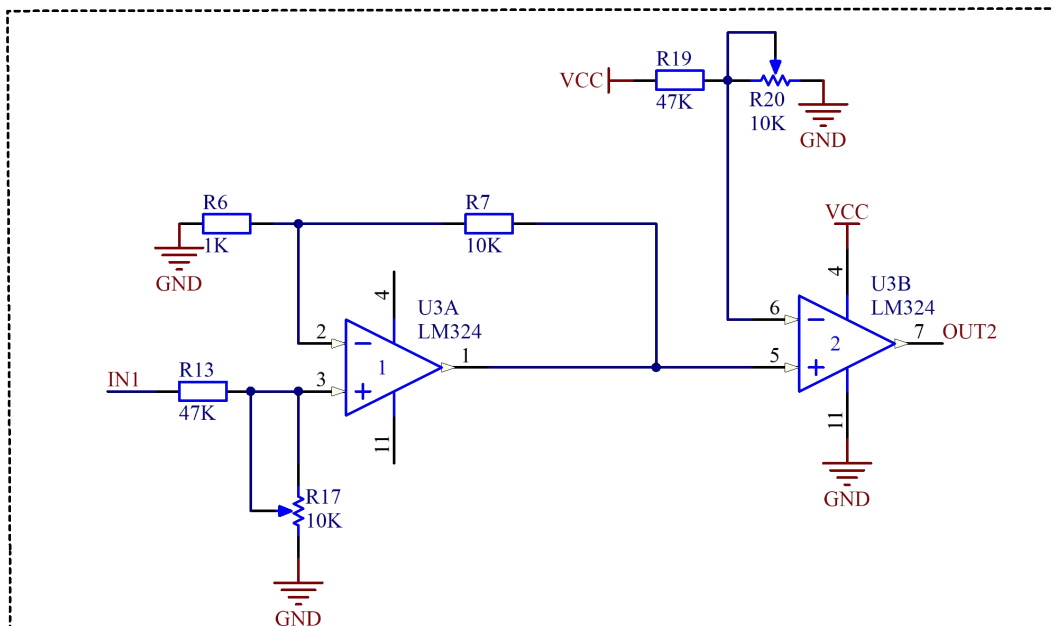 R19
VCC
47K
R20
10K
GND
R6
1K
GND
R7
10K
VCC
4
U3B
LM324
6
5
2
7
OUT2
11
GND
4
U3A
LM324
2
3
1
1
11
IN1
R13
47K
R17
10K
GND